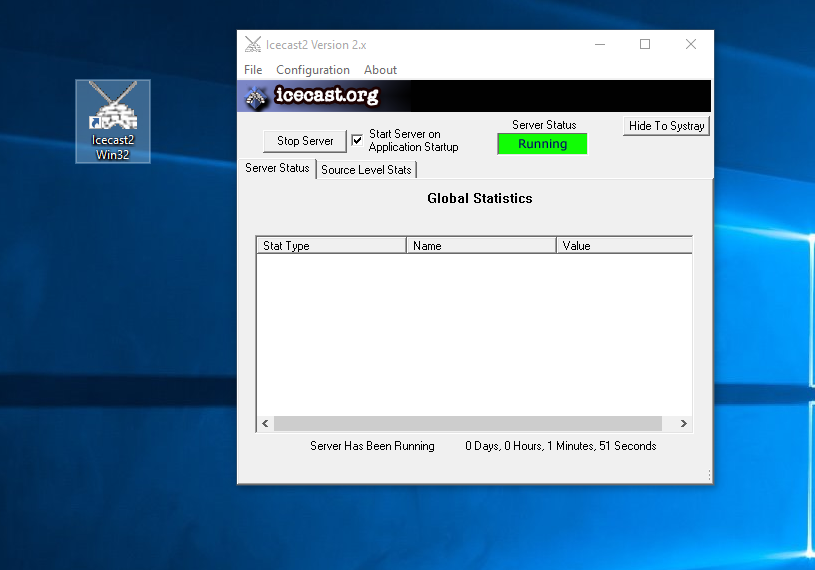 Icecast2 Version 2.x
File Configuration About
icecast.org
Icecast2
Win32
Stop Server
Start Server on
Application Startup
Server Status
Running
Hide To Systray
Server Status Source Level Stats
Global Statistics
Stat Type Name Value
Server Has Been Running 0 Days, 0 Hours, 1 Minutes, 51 Seconds